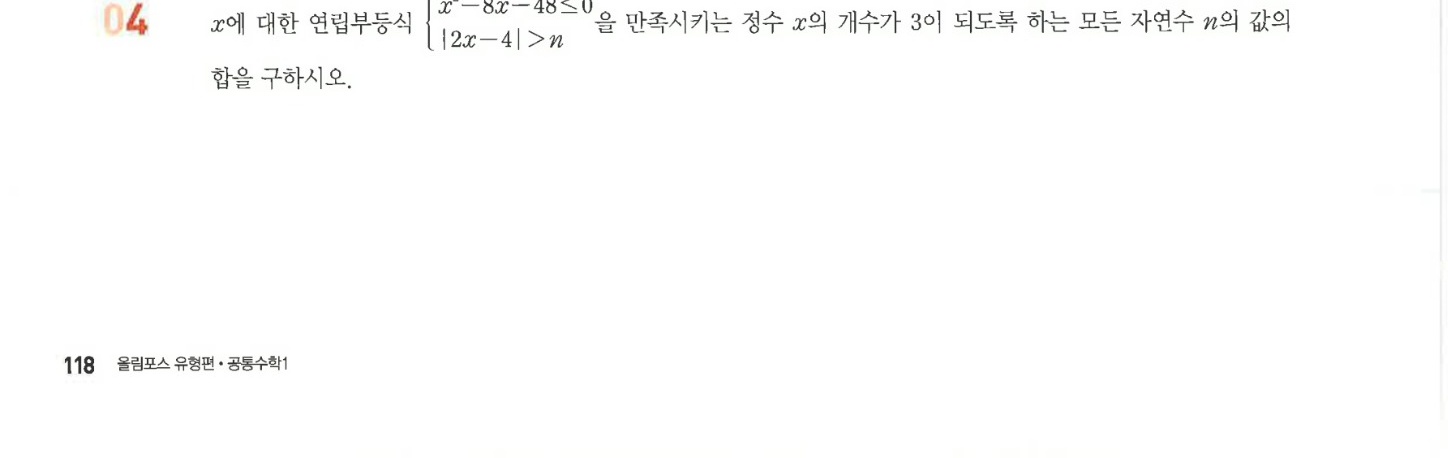 04 x에 대한 연립부등식 { x²-8x-48≤0
|2x-4|>n 을 만족시키는 정수 x의 개수가 3이 되도록 하는 모든 자연수 n의 값의
합을 구하시오.
118 올림포스 유형편 • 공통수학1